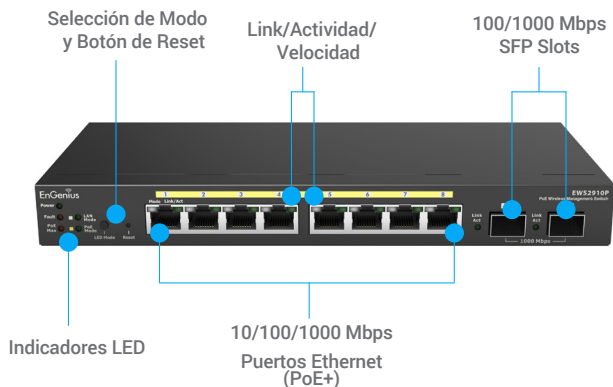 Selección de Modo
y Botón de Reset
Link/Actividad/
Velocidad
100/1000 Mbps
SFP Slots
EnGenius
1 2 3 4 5 6 7 8
EWS2910P
PoE Wireless Management Switch
Mode Link/Act
Power
Fault
LAN
Mode
PoE
Max
PoE
Mode
LED Mode
Reset
Link
Act
Link
Act
1000 Mbps
Indicadores LED
10/100/1000 Mbps
Puertos Ethernet
(PoE+)